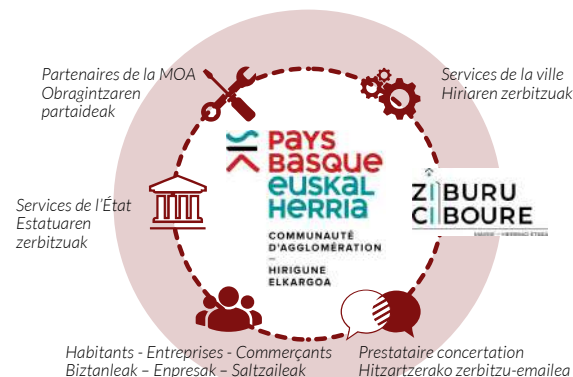 Partenaires de la MOA
Obragintzaren
partaideak
Services de la ville
Hiriaren zerbitzuak
PAYS
BASQUE
EUSKAL
HERRIA
COMMUNAUTÉ
D'AGGLOMÉRATION
–
HIRIGUNE
ELKARGOA
ZIBURU
CIBOURE
Services de l'État
Estatuaren
zerbitzuak
Habitants - Entreprises - Commerçants
Biztanleak – Enpresak – Saltzaileak
Prestataire concertation
Hitzartzerako zerbitzu-emailea